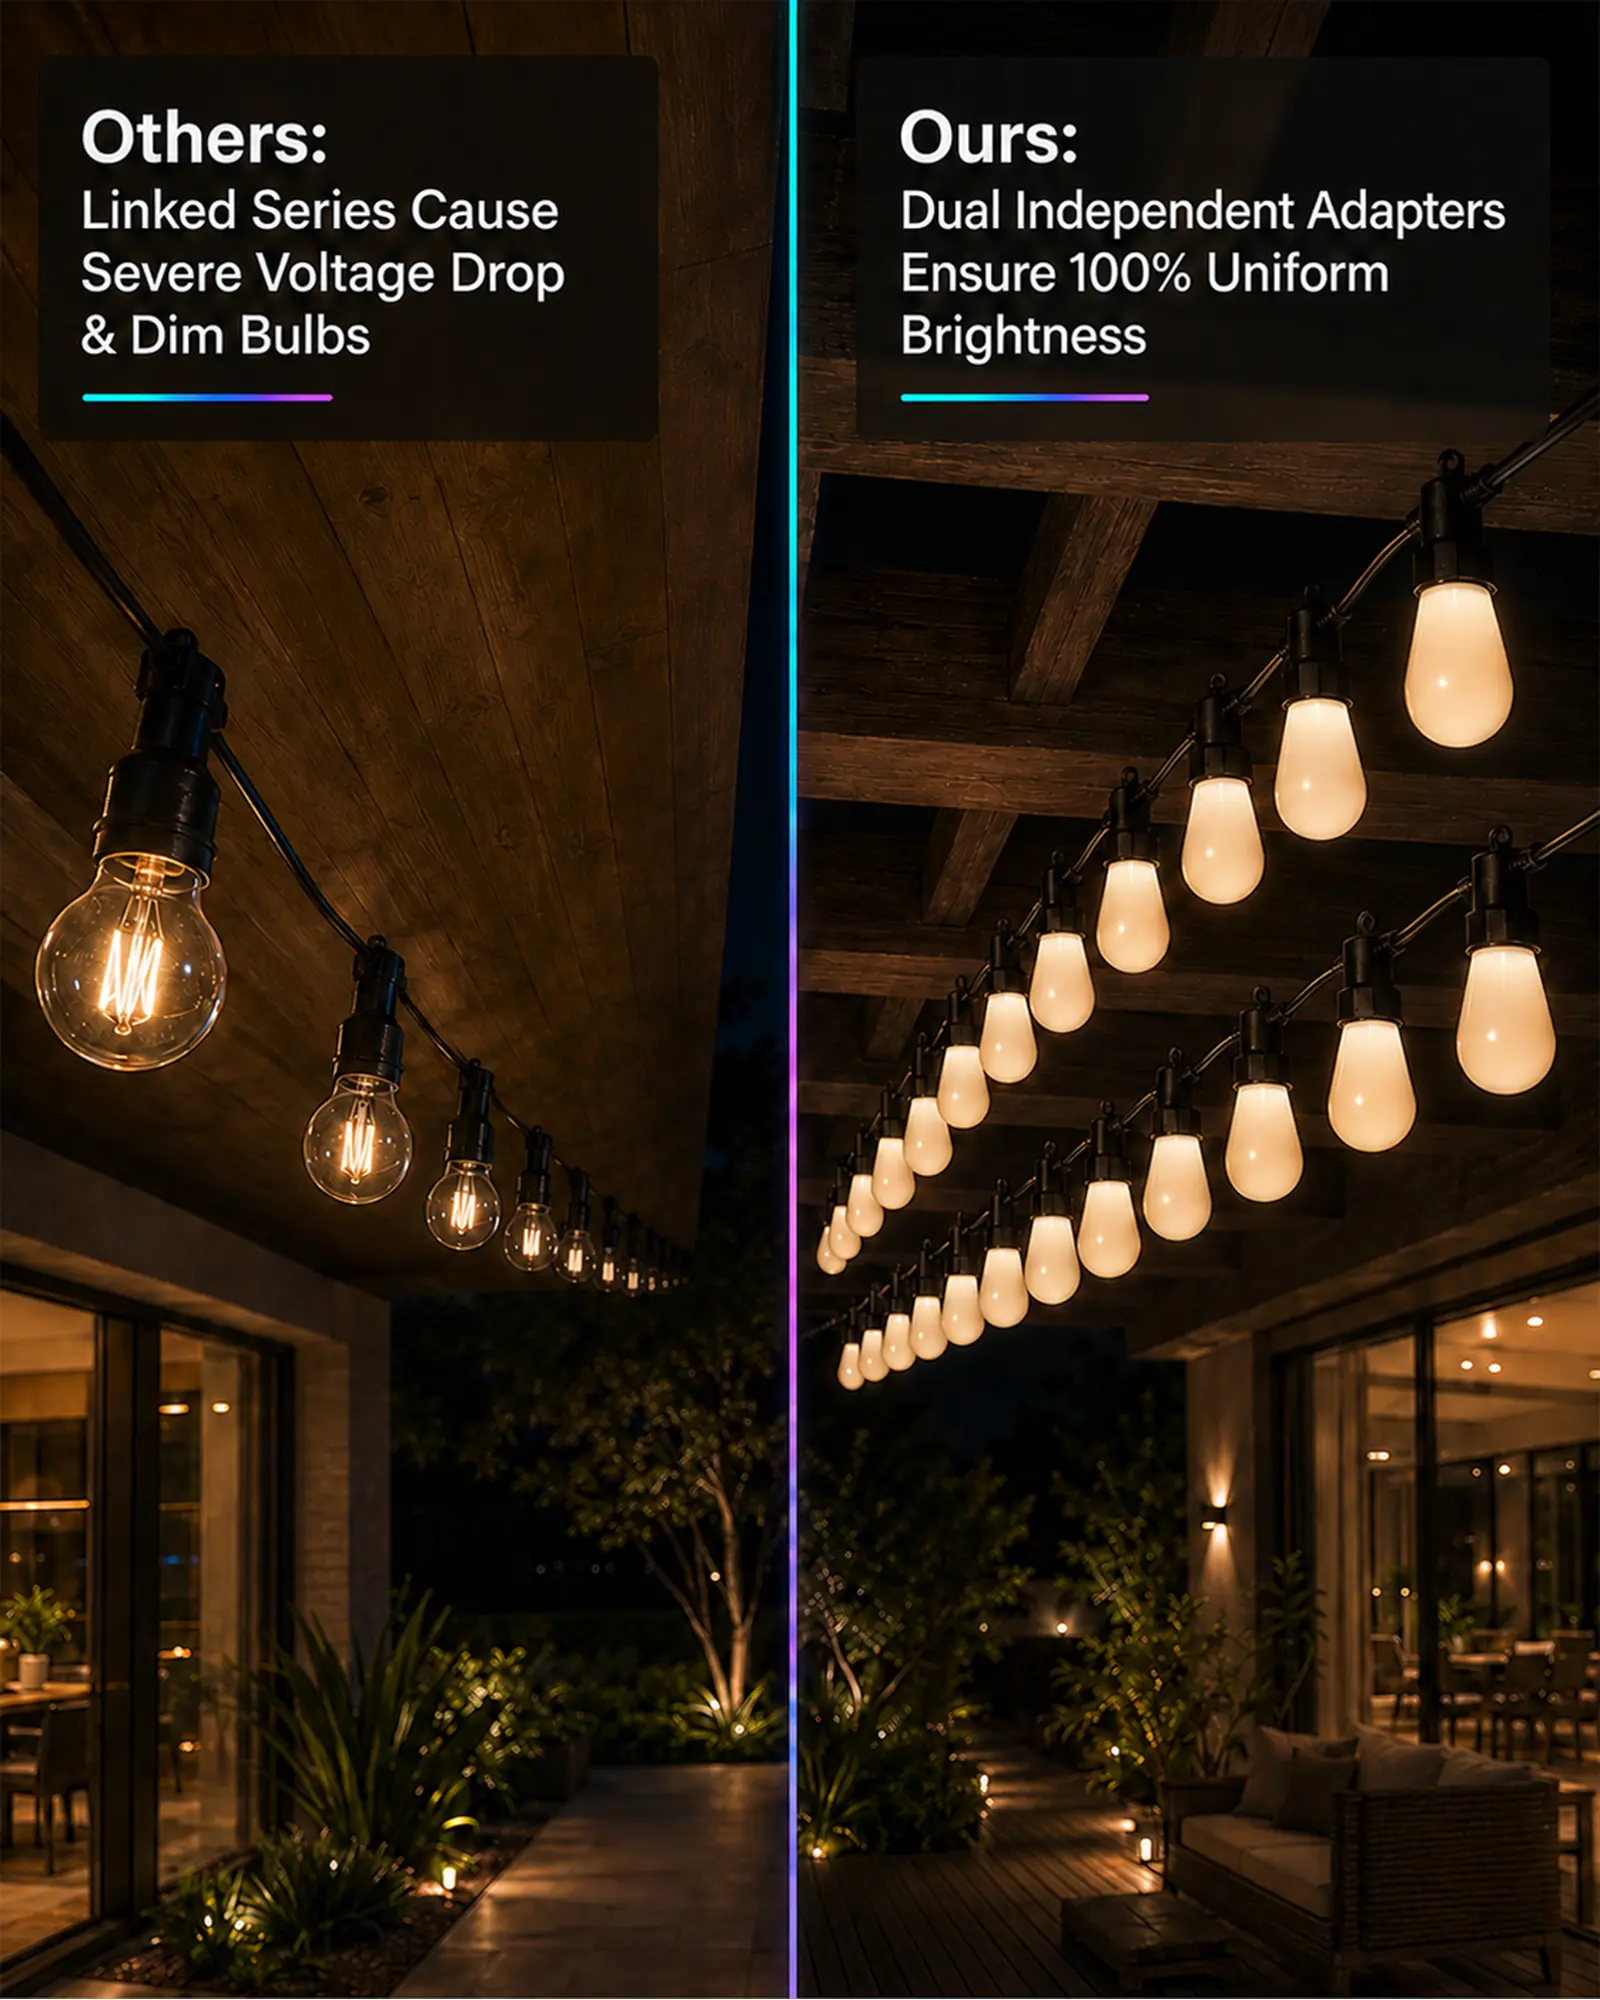 Others:
Linked Series Cause
Severe Voltage Drop
& Dim Bulbs
Ours:
Dual Independent Adapters
Ensure 100% Uniform
Brightness